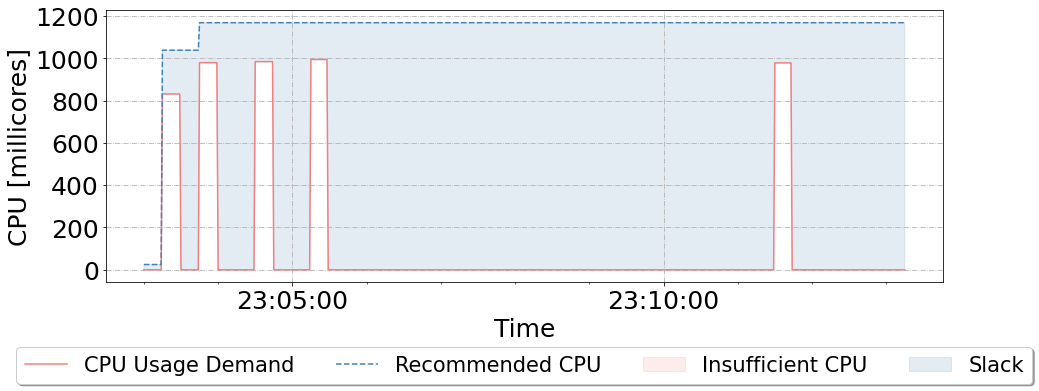 CPU [millicores]
1200
1000
800
600
400
200
0
23:05:00 23:10:00
Time
CPU Usage Demand Recommended CPU Insufficient CPU Slack